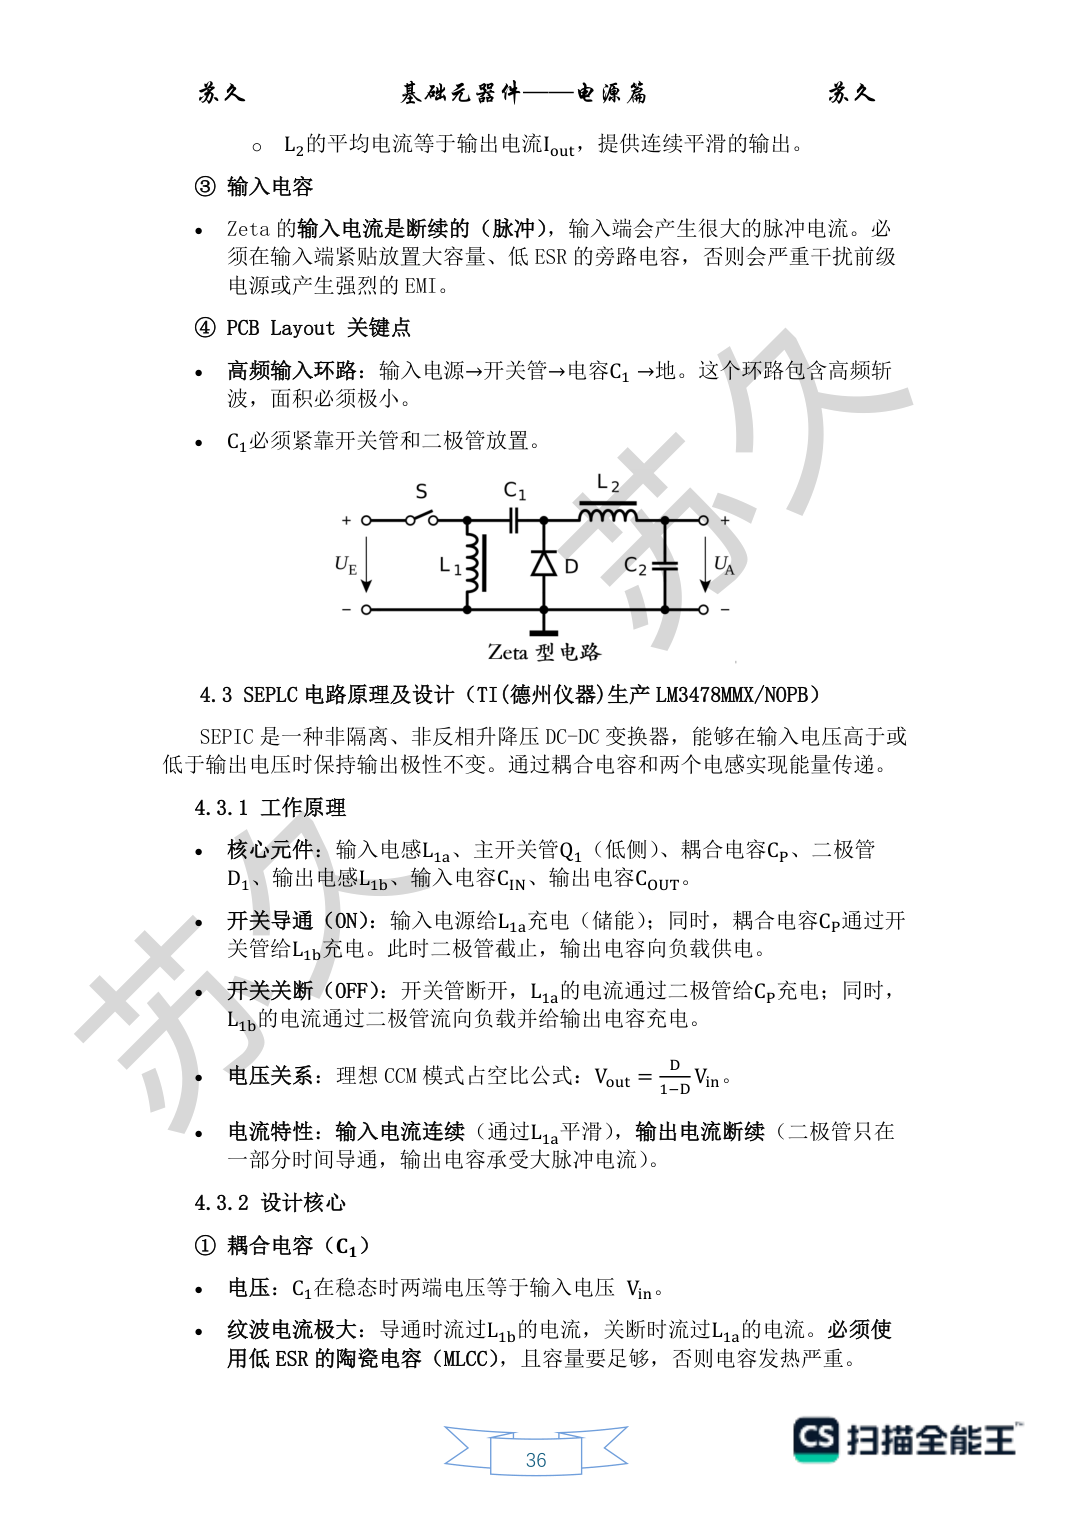 苏久 基础元器件——电源篇 苏久
○ L₂的平均电流等于输出电流I_out，提供连续平滑的输出。
③ 输入电容
• Zeta 的输入电流是断续的（脉冲），输入端会产生很大的脉冲电流。必
须在输入端紧贴放置大容量、低 ESR 的旁路电容，否则会严重干扰前级
电源或产生强烈的 EMI。
④ PCB Layout 关键点
• 高频输入环路：输入电源→开关管→电容C₁ →地。这个环路包含高频斩
波，面积必须极小。
• C₁必须紧靠开关管和二极管放置。
S C₁ L₂
+ +
U_E L₁ D C₂ U_A
− −
Zeta 型电路
4.3 SEPLC 电路原理及设计（TI(德州仪器)生产 LM3478MMX/NOPB）
SEPIC 是一种非隔离、非反相升降压 DC-DC 变换器，能够在输入电压高于或
低于输出电压时保持输出极性不变。通过耦合电容和两个电感实现能量传递。
4.3.1 工作原理
• 核心元件：输入电感L₁ₐ、主开关管Q₁（低侧）、耦合电容C_P、二极管
D₁、输出电感L_1b、输入电容C_IN、输出电容C_OUT。
• 开关导通（ON）：输入电源给L₁ₐ充电（储能）；同时，耦合电容C_P通过开
关管给L_1b充电。此时二极管截止，输出电容向负载供电。
• 开关关断（OFF）：开关管断开，L₁ₐ的电流通过二极管给C_P充电；同时，
L_1b的电流通过二极管流向负载并给输出电容充电。
• 电压关系：理想 CCM 模式占空比公式：V_out = D/(1−D) V_in。
• 电流特性：输入电流连续（通过L₁ₐ平滑），输出电流断续（二极管只在
一部分时间导通，输出电容承受大脉冲电流）。
4.3.2 设计核心
① 耦合电容（C₁）
• 电压：C₁在稳态时两端电压等于输入电压 V_in。
• 纹波电流极大：导通时流过L_1b的电流，关断时流过L₁ₐ的电流。必须使
用低 ESR 的陶瓷电容（MLCC），且容量要足够，否则电容发热严重。
36
CS 扫描全能王™
苏久
苏久